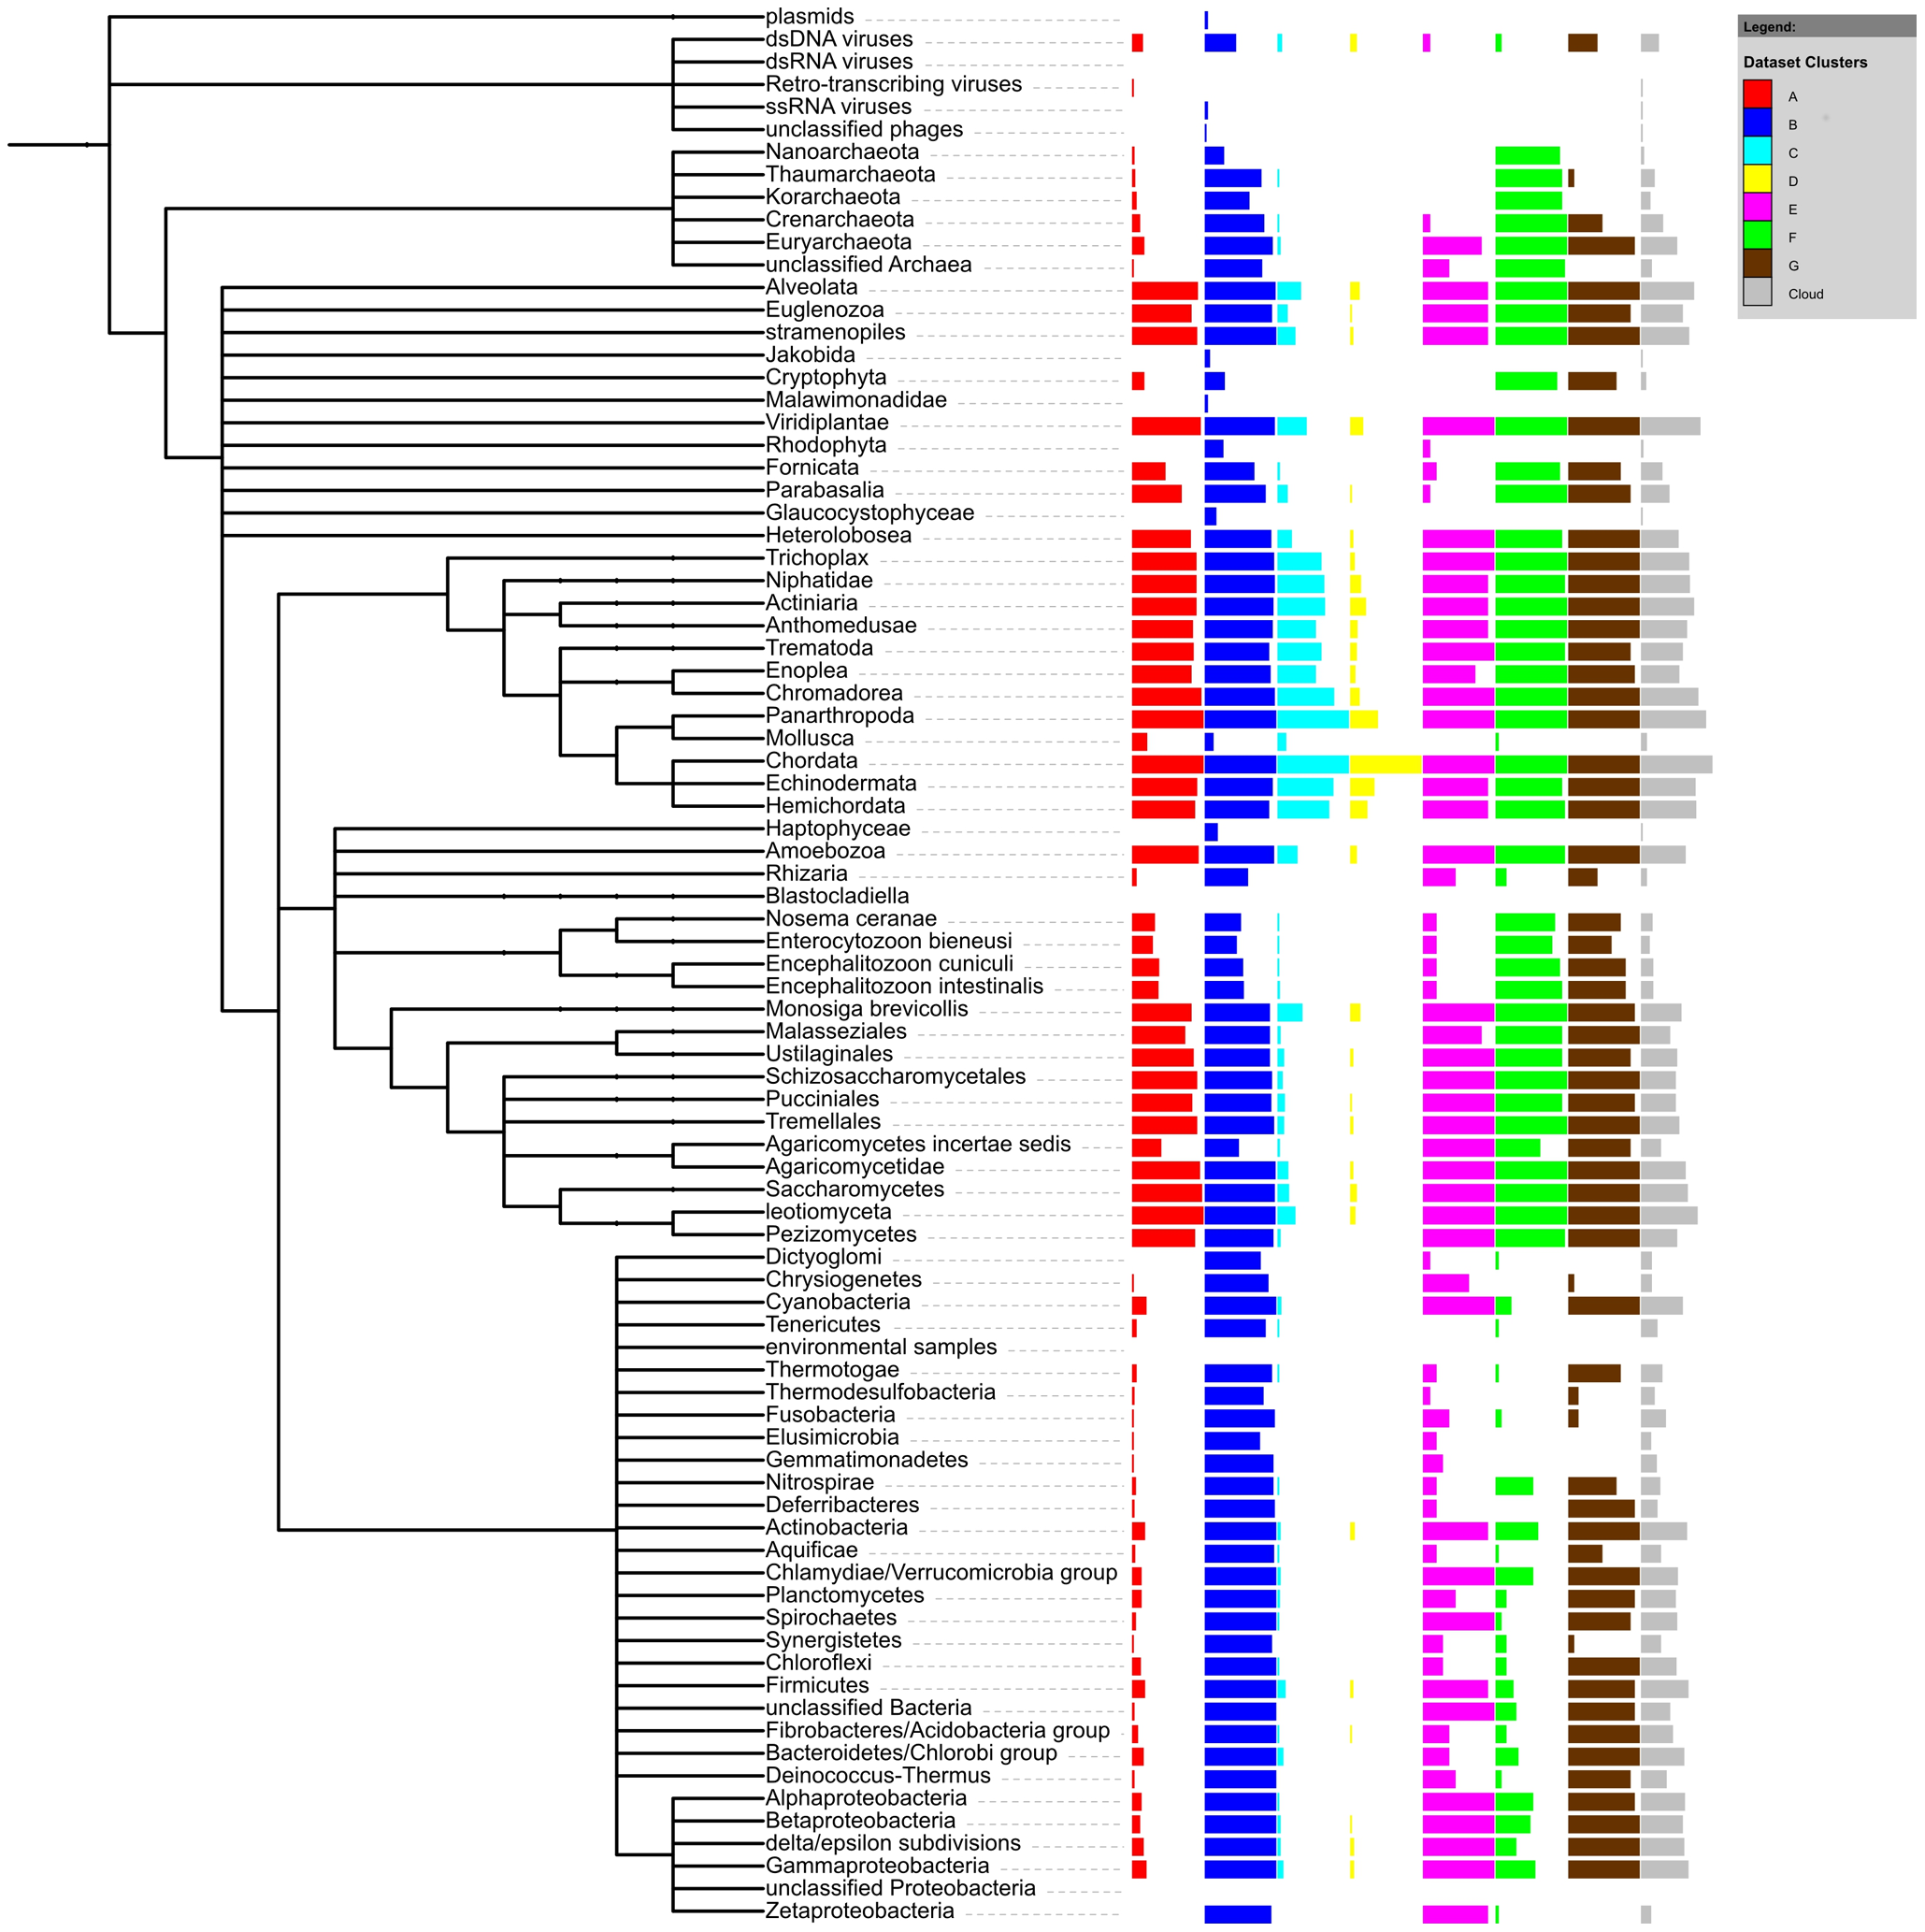 plasmids
dsDNA viruses
dsRNA viruses
Retro-transcribing viruses
ssRNA viruses
unclassified phages
Nanoarchaeota
Thaumarchaeota
Korarchaeota
Crenarchaeota
Euryarchaeota
unclassified Archaea
Alveolata
Euglenozoa
stramenopiles
Jakobida
Cryptophyta
Malawimonadidae
Viridiplantae
Rhodophyta
Fornicata
Parabasalia
Glaucocystophyceae
Heterolobosea
Trichoplax
Niphatidae
Actiniaria
Anthomedusae
Trematoda
Enoplea
Chromadorea
Panarthropoda
Mollusca
Chordata
Echinodermata
Hemichordata
Haptophyceae
Amoebozoa
Rhizaria
Blastocladiella
Nosema ceranae
Enterocytozoon bieneusi
Encephalitozoon cuniculi
Encephalitozoon intestinalis
Monosiga brevicollis
Malasseziales
Ustilaginales
Schizosaccharomycetales
Pucciniales
Tremellales
Agaricomycetes incertae sedis
Agaricomycetidae
Saccharomycetes
leotiomyceta
Pezizomycetes
Dictyoglomi
Chrysiogenetes
Cyanobacteria
Tenericutes
environmental samples
Thermotogae
Thermodesulfobacteria
Fusobacteria
Elusimicrobia
Gemmatimonadetes
Nitrospirae
Deferribacteres
Actinobacteria
Aquificae
Chlamydiae/Verrucomicrobia group
Planctomycetes
Spirochaetes
Synergistetes
Chloroflexi
Firmicutes
unclassified Bacteria
Fibrobacteres/Acidobacteria group
Bacteroidetes/Chlorobi group
Deinococcus-Thermus
Alphaproteobacteria
Betaproteobacteria
delta/epsilon subdivisions
Gammaproteobacteria
unclassified Proteobacteria
Zetaproteobacteria
Legend:
Dataset Clusters
A
B
C
D
E
F
G
Cloud